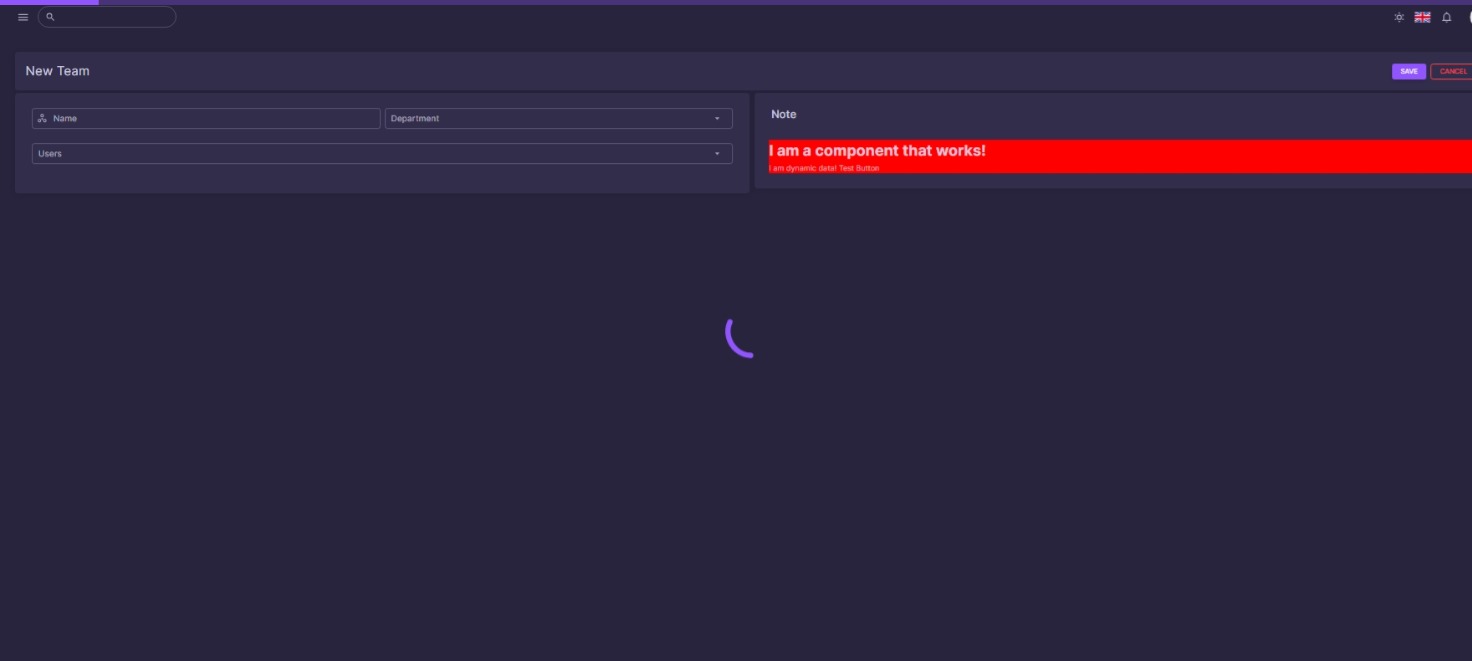 New Team
SAVE
CANCEL
Name
Department
Users
Note
I am a component that works!
I am dynamic data! Test Button